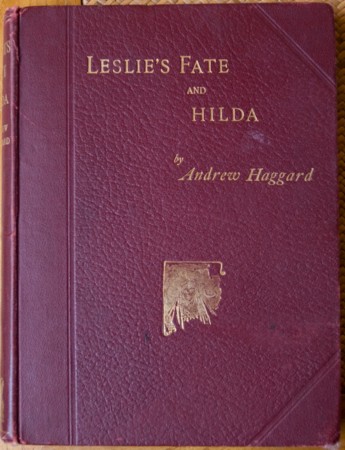 LESLIE'S FATE
AND
HILDA
by
Andrew Haggard